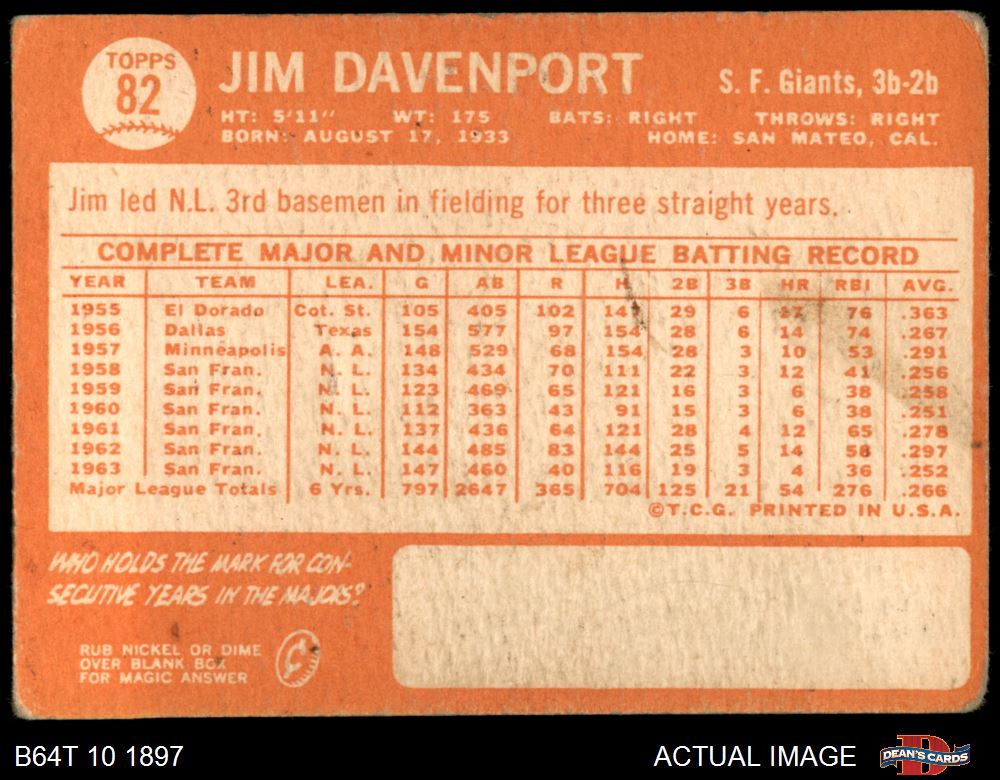 TOPPS
82
JIM DAVENPORT
S. F. Giants, 3b-2b
HT: 5'11" WT: 175 BATS: RIGHT THROWS: RIGHT
BORN: AUGUST 17, 1933 HOME: SAN MATEO, CAL.
Jim led N.L. 3rd basemen in fielding for three straight years.
COMPLETE MAJOR AND MINOR LEAGUE BATTING RECORD
YEAR TEAM LEA. G AB R H 2B 3B HR RBI AVG.
1955 El Dorado Cot. St. 105 405 102 147 29 6 17 76 .363
1956 Dallas Texas 154 577 97 154 28 6 14 74 .267
1957 Minneapolis A. A. 148 529 68 154 28 3 10 53 .291
1958 San Fran. N. L. 134 434 70 111 22 3 12 41 .256
1959 San Fran. N. L. 123 469 65 121 16 3 6 38 .258
1960 San Fran. N. L. 112 363 43 91 15 3 6 38 .251
1961 San Fran. N. L. 137 436 64 121 28 4 12 65 .278
1962 San Fran. N. L. 144 485 83 144 25 5 14 58 .297
1963 San Fran. N. L. 147 460 40 116 19 3 4 36 .252
Major League Totals 6 Yrs. 797 2647 365 704 125 21 54 276 .266
©T.C.G. PRINTED IN U.S.A.
WHO HOLDS THE MARK FOR CON-
SECUTIVE YEARS IN THE MAJORS?
RUB NICKEL OR DIME
OVER BLANK BOX
FOR MAGIC ANSWER
B64T 10 1897 ACTUAL IMAGE DEAN'S CARDS